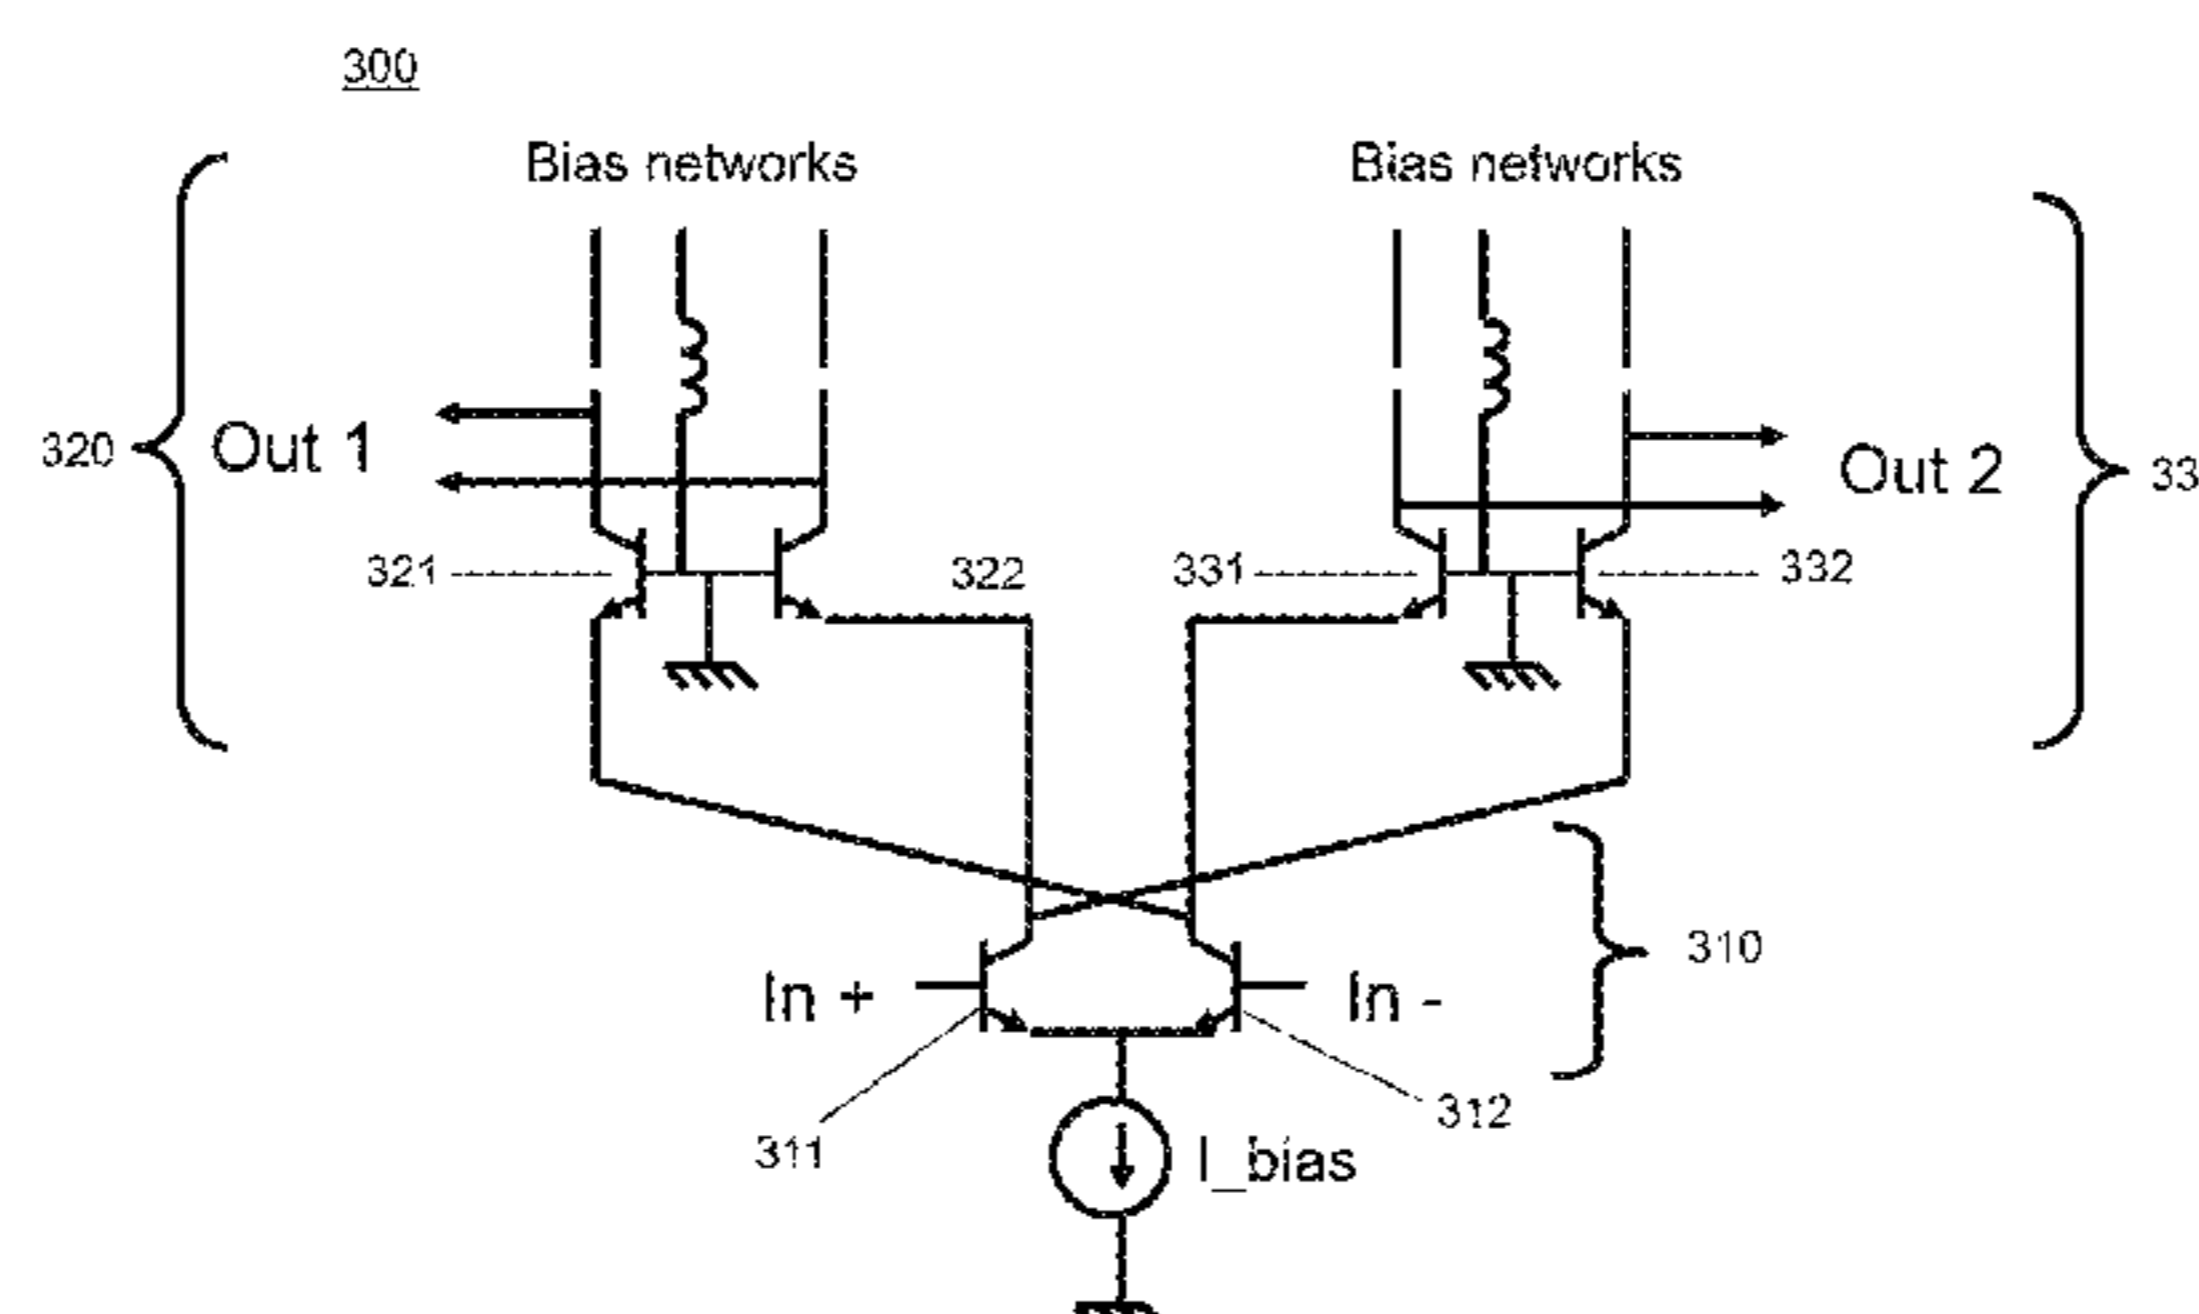 300
Bias networks
Bias networks
320
Out 1
Out 2
33
321
322
331
332
In +
In -
310
311
312
I_bias